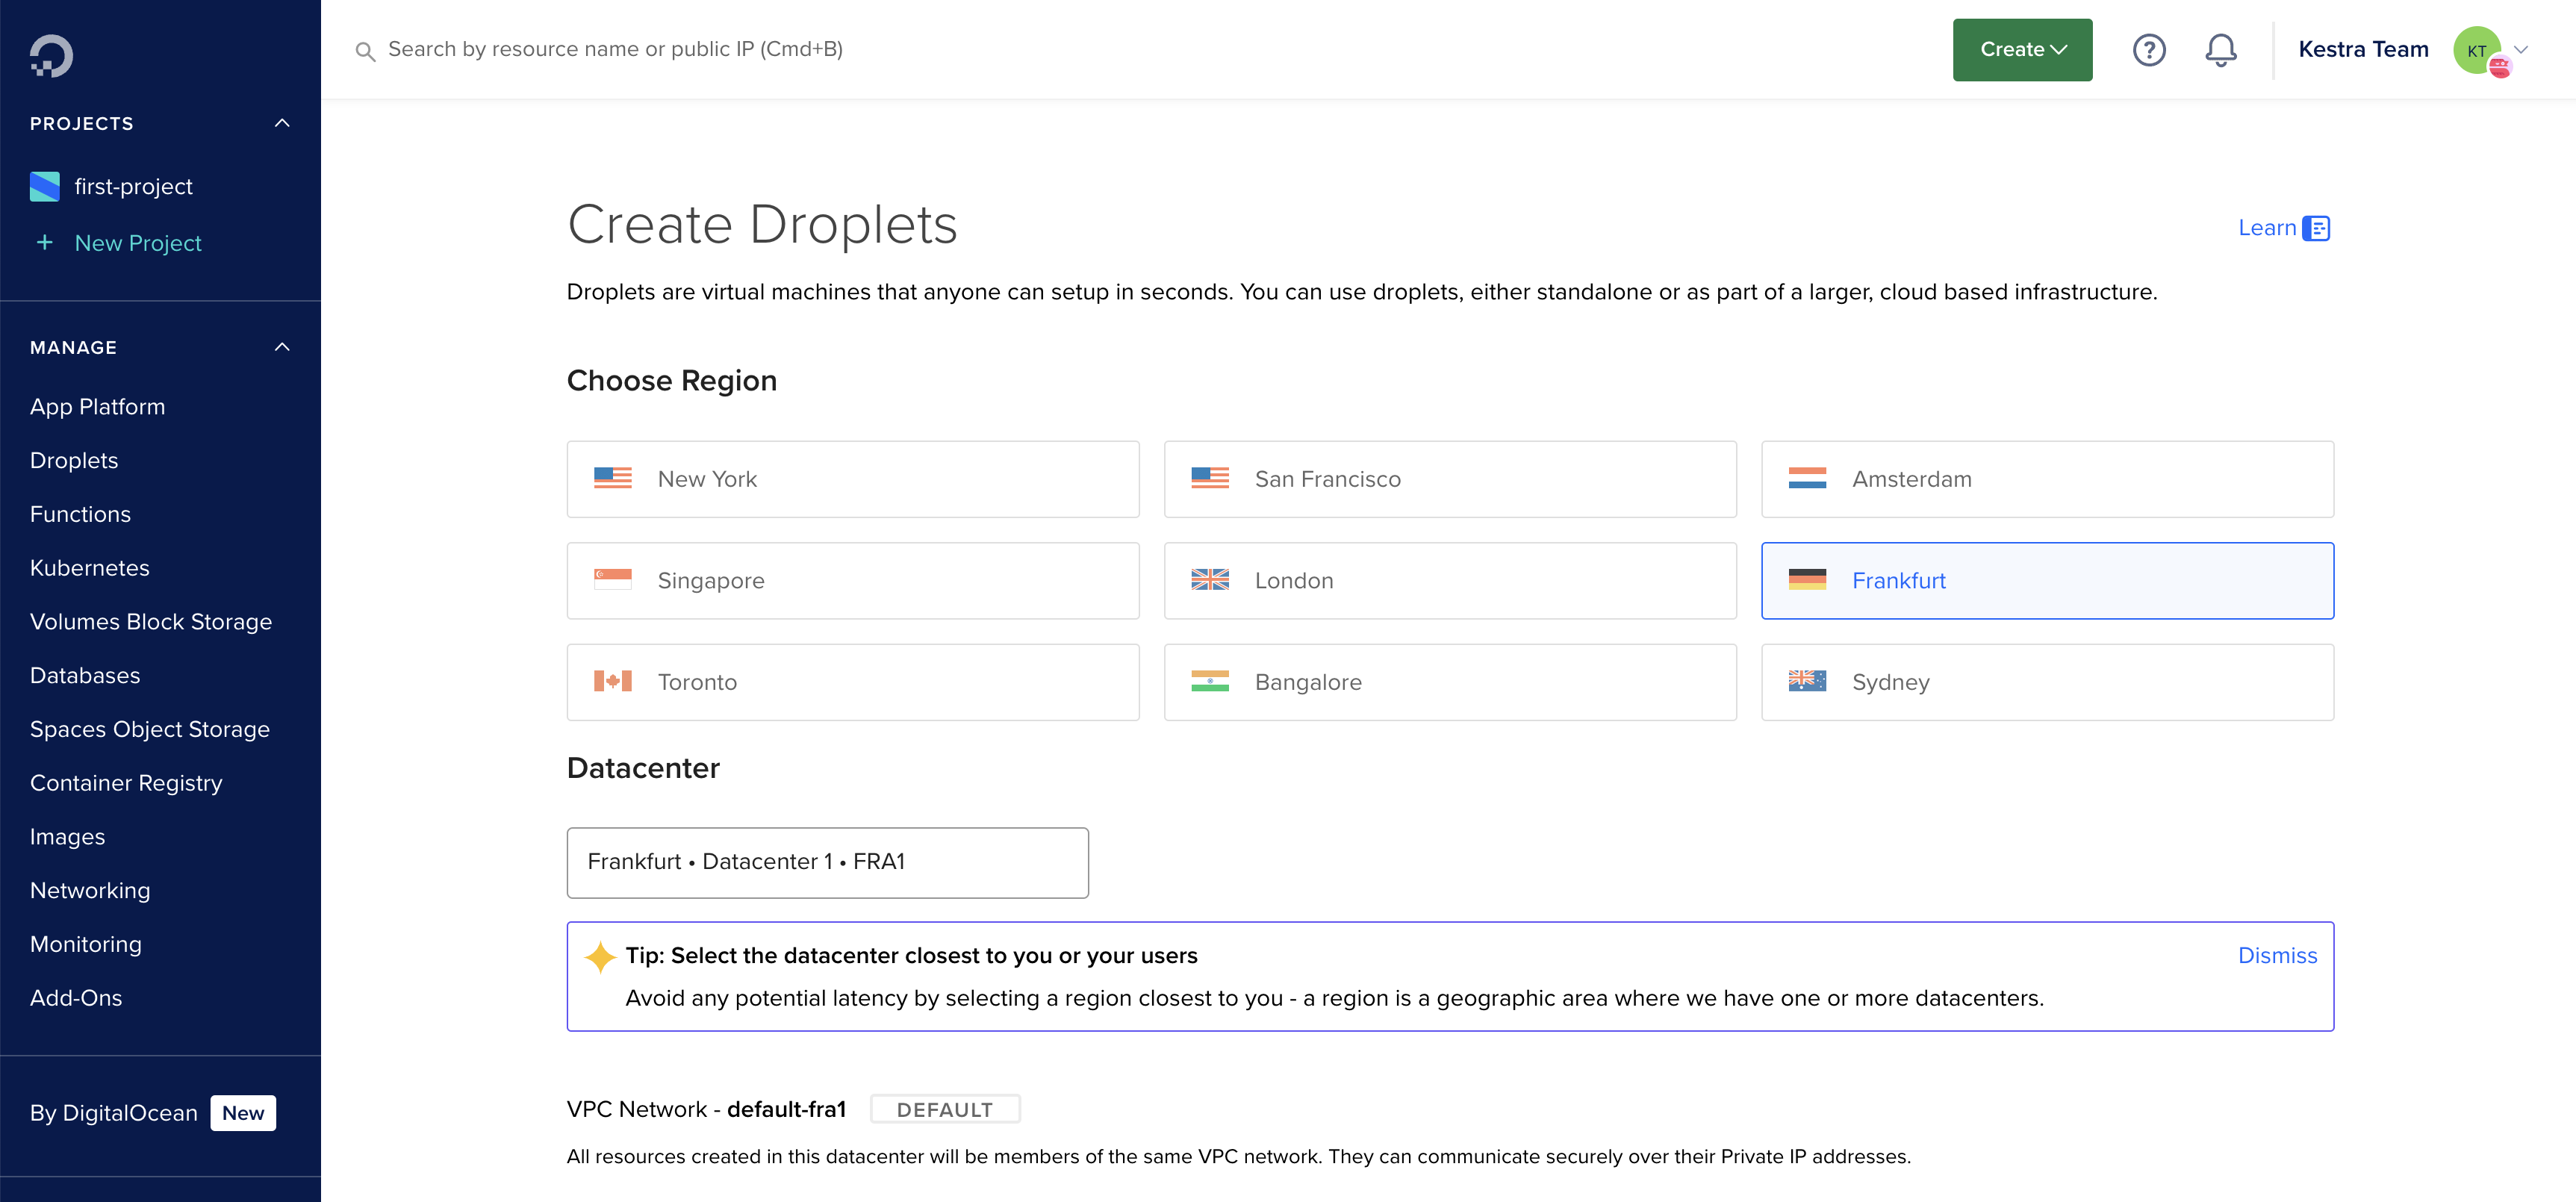 Search by resource name or public IP (Cmd+B)
Create
Kestra Team
KT
PROJECTS
first-project
+ New Project
MANAGE
App Platform
Droplets
Functions
Kubernetes
Volumes Block Storage
Databases
Spaces Object Storage
Container Registry
Images
Networking
Monitoring
Add-Ons
By DigitalOcean New
Create Droplets
Learn
Droplets are virtual machines that anyone can setup in seconds. You can use droplets, either standalone or as part of a larger, cloud based infrastructure.
Choose Region
New York
San Francisco
Amsterdam
Singapore
London
Frankfurt
Toronto
Bangalore
Sydney
Datacenter
Frankfurt • Datacenter 1 • FRA1
Tip: Select the datacenter closest to you or your users
Dismiss
Avoid any potential latency by selecting a region closest to you - a region is a geographic area where we have one or more datacenters.
VPC Network - default-fra1 DEFAULT
All resources created in this datacenter will be members of the same VPC network. They can communicate securely over their Private IP addresses.